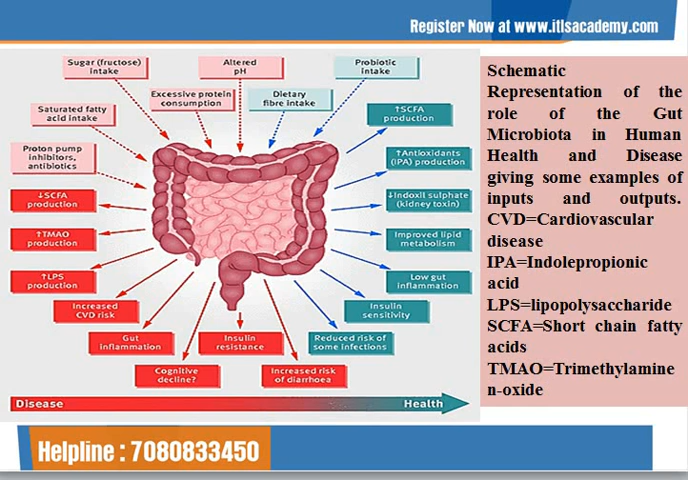 Register Now at www.itlsacademy.com
Sugar (fructose)
intake
Altered
pH
Probiotic
intake
Excessive protein
consumption
Dietary
fibre intake
Saturated fatty
acid intake
Proton pump
inhibitors,
antibiotics
↓SCFA
production
↑TMAO
production
↑LPS
production
Increased
CVD risk
Gut
inflammation
Cognitive
decline?
Insulin
resistance
Increased risk
of diarrhoea
↑SCFA
production
↑Antioxidants
(IPA) production
↓Indoxil sulphate
(kidney toxin)
Improved lipid
metabolism
Low gut
inflammation
Insulin
sensitivity
Reduced risk of
some infections
Disease
Health
Schematic
Representation of the
role of the Gut
Microbiota in Human
Health and Disease
giving some examples of
inputs and outputs.
CVD=Cardiovascular
disease
IPA=Indolepropionic
acid
LPS=lipopolysaccharide
SCFA=Short chain fatty
acids
TMAO=Trimethylamine
n-oxide
Helpline : 7080833450